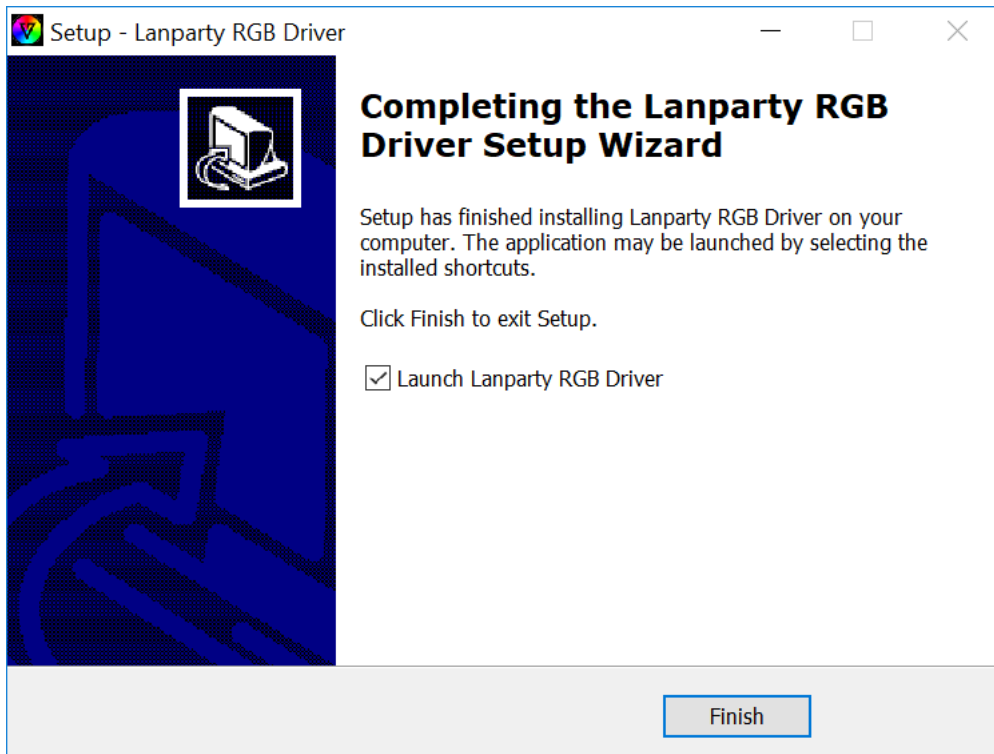 Setup - Lanparty RGB Driver
Completing the Lanparty RGB
Driver Setup Wizard
Setup has finished installing Lanparty RGB Driver on your
computer. The application may be launched by selecting the
installed shortcuts.
Click Finish to exit Setup.
Launch Lanparty RGB Driver
Finish